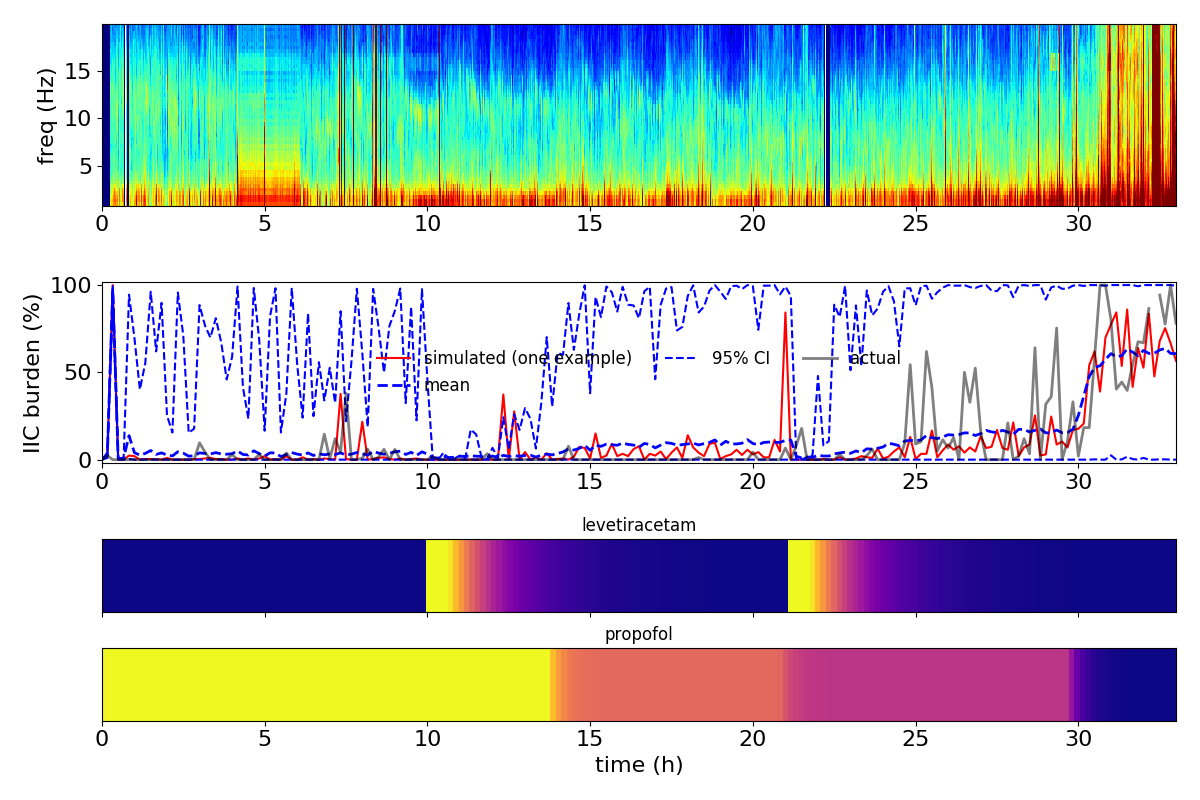 freq (Hz)
15
10
5
0 5 10 15 20 25 30
IIC burden (%)
100
50
0
simulated (one example) 95% CI actual
mean
0 5 10 15 20 25 30
levetiracetam
propofol
0 5 10 15 20 25 30
time (h)